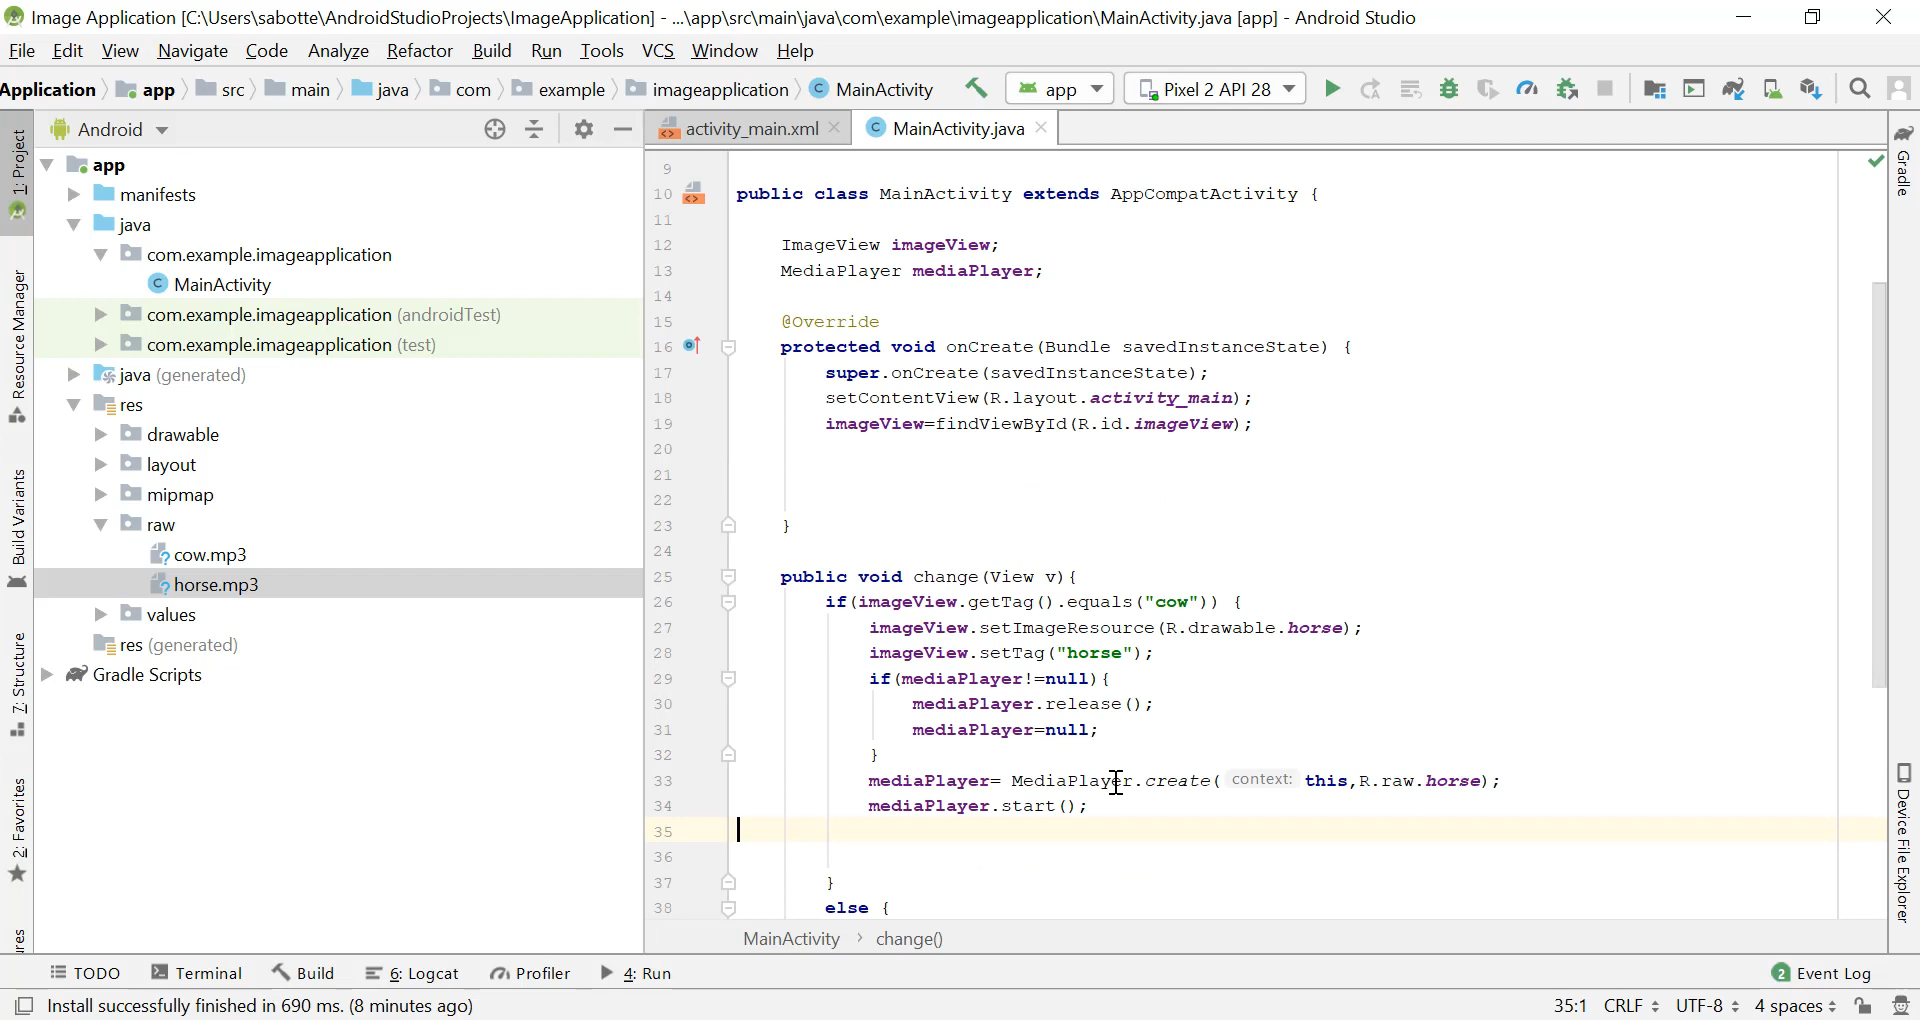 Image Application [C:\Users\sabotte\AndroidStudioProjects\ImageApplication] - ...\app\src\main\java\com\example\imageapplication\MainActivity.java [app] - Android Studio
File Edit View Navigate Code Analyze Refactor Build Run Tools VCS Window Help
Application app src main java com example imageapplication MainActivity app Pixel 2 API 28
Android
activity_main.xml MainActivity.java
1: Project
Resource Manager
Build Variants
7: Structure
2: Favorites
app
manifests
java
com.example.imageapplication
MainActivity
com.example.imageapplication (androidTest)
com.example.imageapplication (test)
java (generated)
res
drawable
layout
mipmap
raw
cow.mp3
horse.mp3
values
res (generated)
Gradle Scripts
9
10 public class MainActivity extends AppCompatActivity {
11
12 ImageView imageView;
13 MediaPlayer mediaPlayer;
14
15 @Override
16 protected void onCreate(Bundle savedInstanceState) {
17 super.onCreate(savedInstanceState);
18 setContentView(R.layout.activity_main);
19 imageView=findViewById(R.id.imageView);
20
21
22
23 }
24
25 public void change(View v){
26 if(imageView.getTag().equals("cow")) {
27 imageView.setImageResource(R.drawable.horse);
28 imageView.setTag("horse");
29 if(mediaPlayer!=null){
30 mediaPlayer.release();
31 mediaPlayer=null;
32 }
33 mediaPlayer= MediaPlayer.create( context: this,R.raw.horse);
34 mediaPlayer.start();
35
36
37 }
38 else {
MainActivity > change()
Gradle
Device File Explorer
TODO Terminal Build 6: Logcat Profiler 4: Run 2 Event Log
Install successfully finished in 690 ms. (8 minutes ago) 35:1 CRLF UTF-8 4 spaces